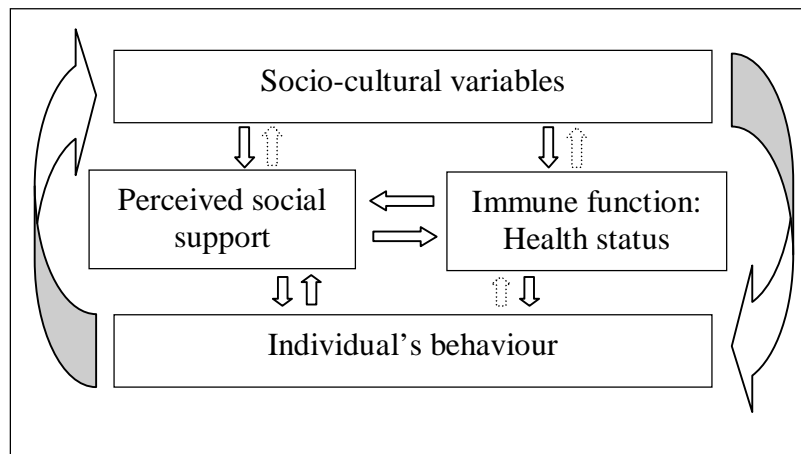 Socio-cultural variables
Perceived social
support
Immune function:
Health status
Individual’s behaviour